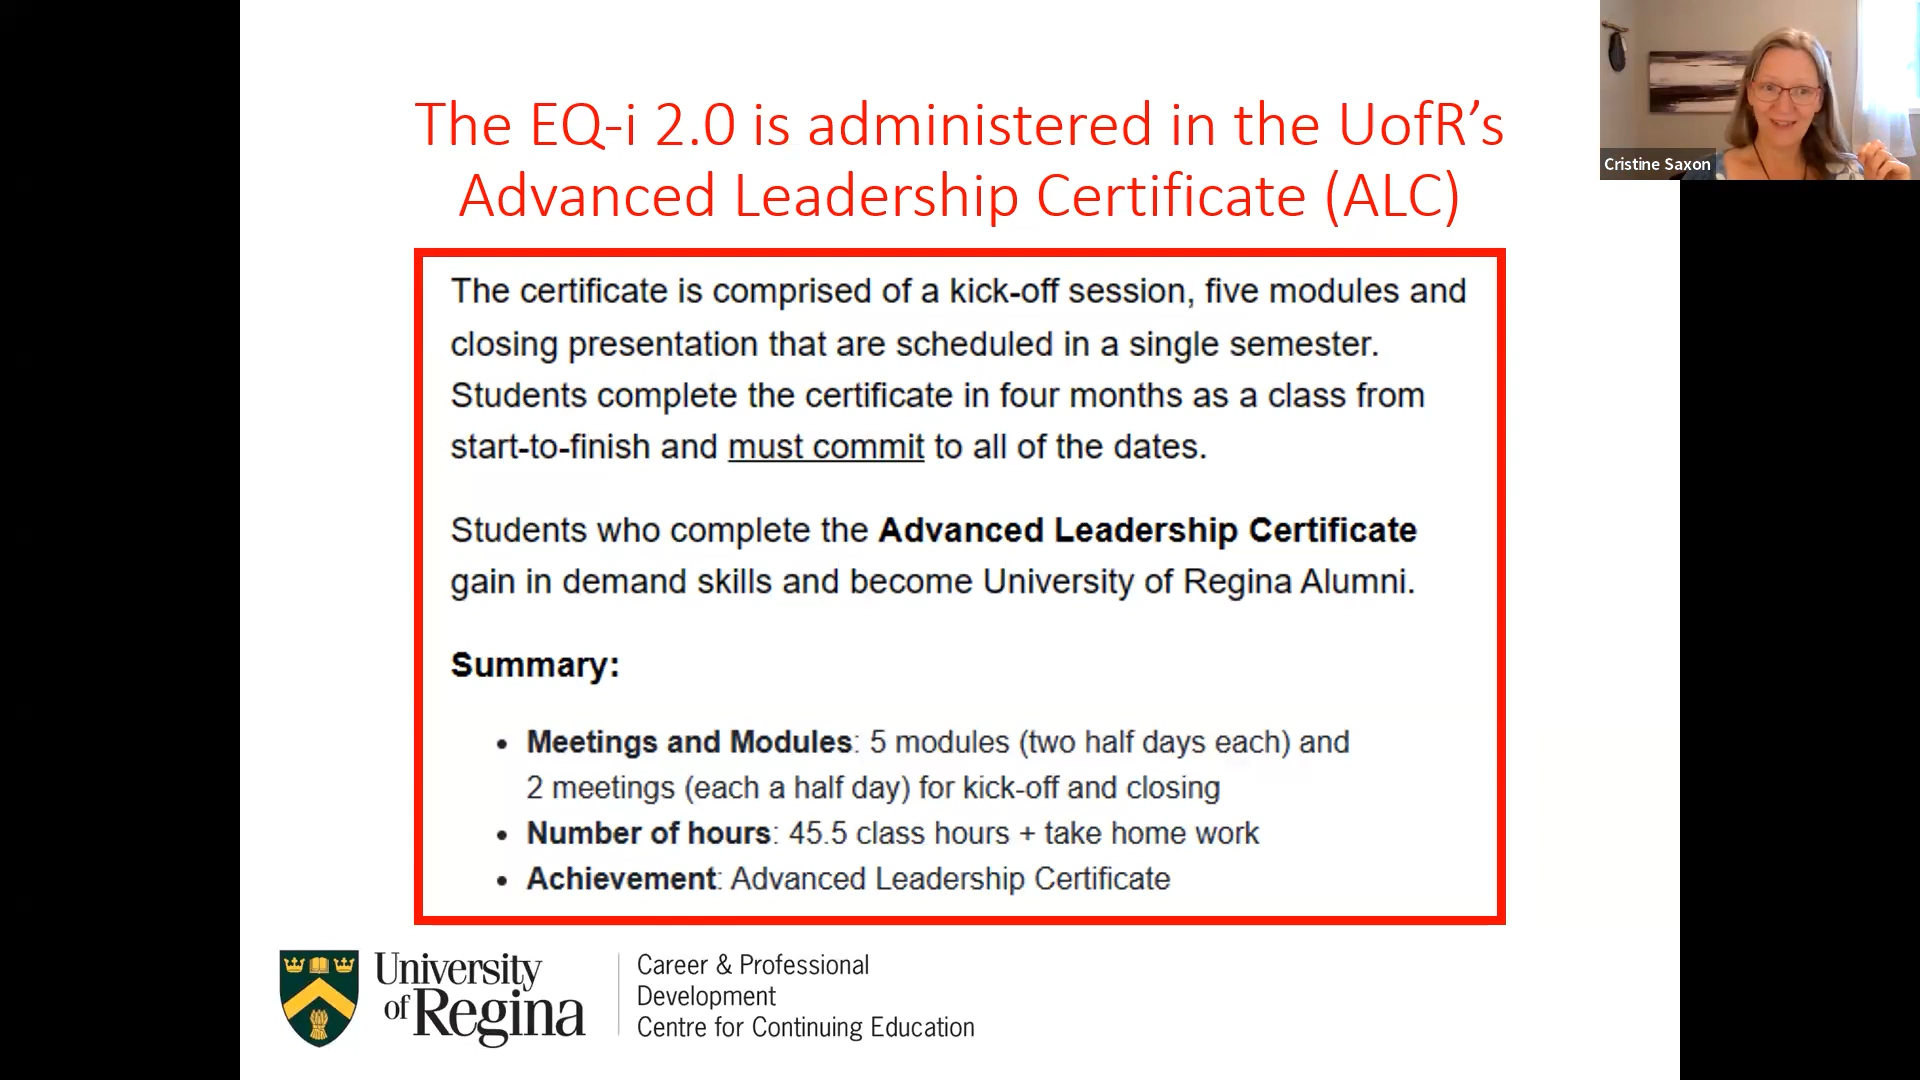 The EQ-i 2.0 is administered in the UofR’s
Advanced Leadership Certificate (ALC)
Cristine Saxon
The certificate is comprised of a kick-off session, five modules and
closing presentation that are scheduled in a single semester.
Students complete the certificate in four months as a class from
start-to-finish and must commit to all of the dates.
Students who complete the Advanced Leadership Certificate
gain in demand skills and become University of Regina Alumni.
Summary:
• Meetings and Modules: 5 modules (two half days each) and
2 meetings (each a half day) for kick-off and closing
• Number of hours: 45.5 class hours + take home work
• Achievement: Advanced Leadership Certificate
University
of Regina
Career & Professional
Development
Centre for Continuing Education